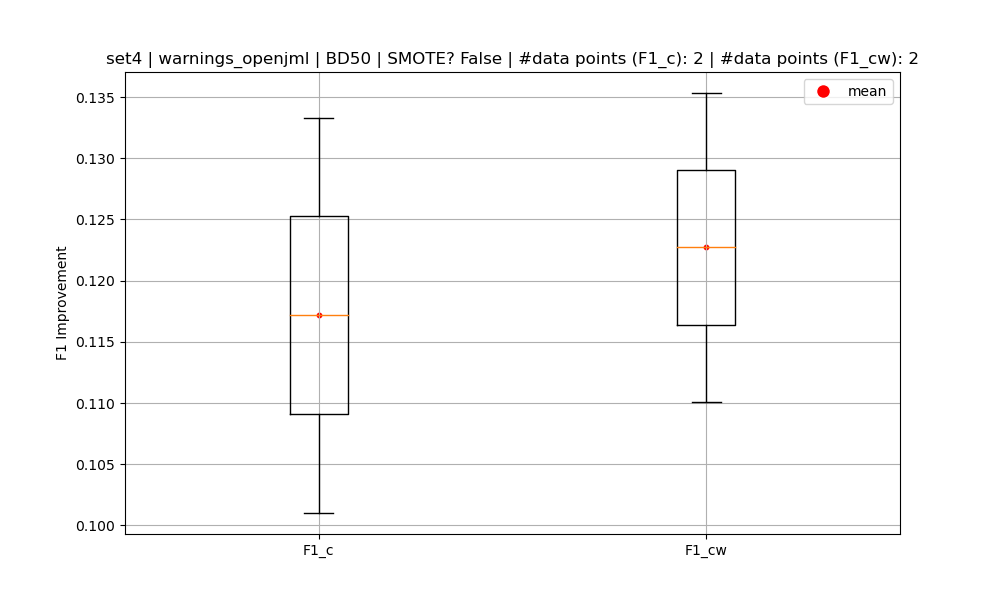 set4 | warnings_openjml | BD50 | SMOTE? False | #data points (F1_c): 2 | #data points (F1_cw): 2
mean
0.135
0.130
0.125
0.120
0.115
0.110
0.105
0.100
F1 Improvement
F1_c
F1_cw